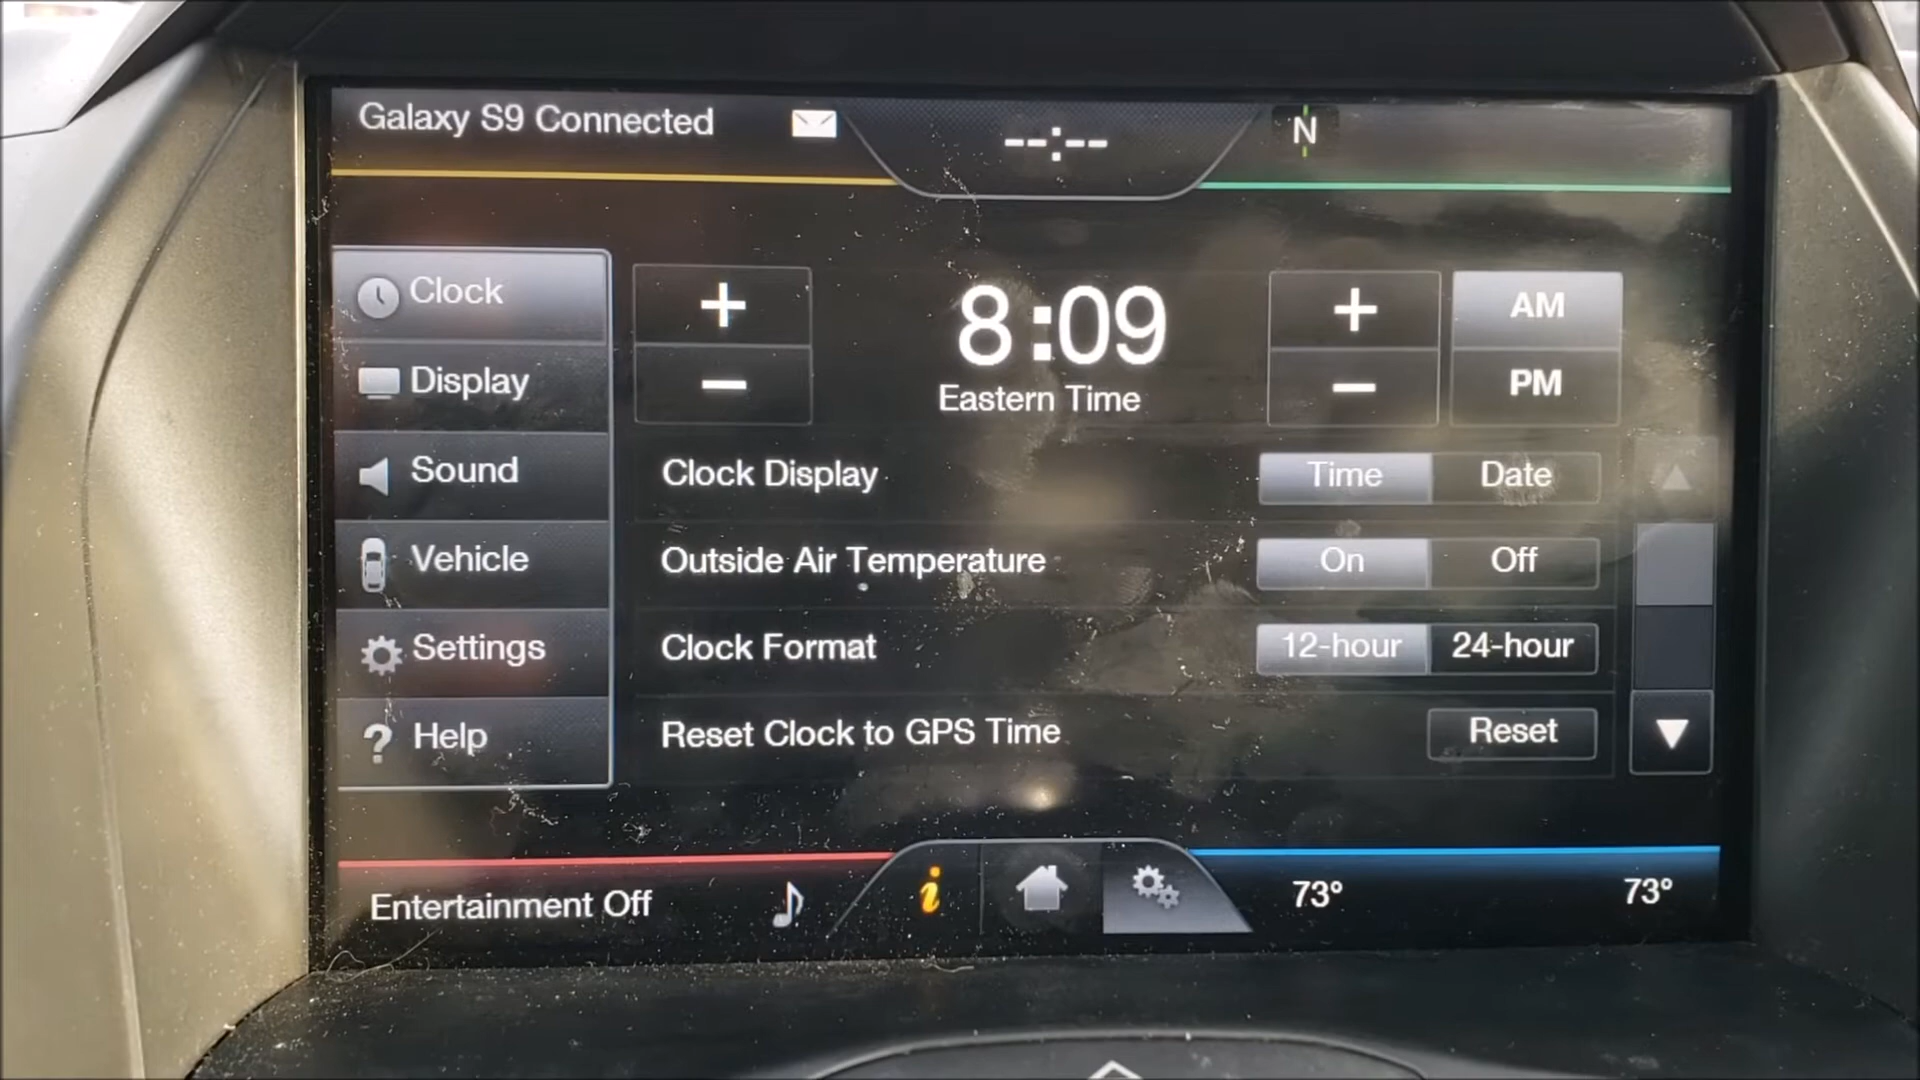 Galaxy S9 Connected
--:--
N
Clock
Display
Sound
Vehicle
Settings
Help
+
−
8:09
Eastern Time
+
−
AM
PM
Clock Display
Time
Date
Outside Air Temperature
On
Off
Clock Format
12-hour
24-hour
Reset Clock to GPS Time
Reset
Entertainment Off
i
73°
73°